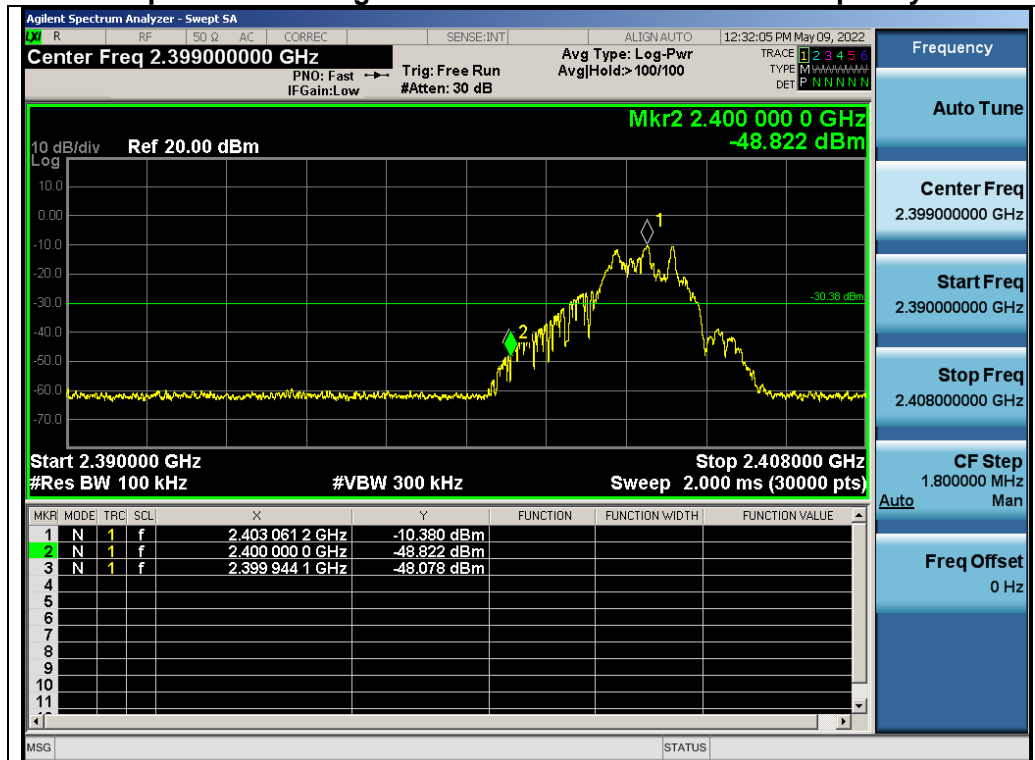 Agilent Spectrum Analyzer - Swept SA
LXI R RF 50 Ω AC CORREC SENSE:INT ALIGN AUTO 12:32:05 PM May 09, 2022
Center Freq 2.399000000 GHz
PNO: Fast
IFGain:Low
Trig: Free Run
#Atten: 30 dB
Avg Type: Log-Pwr
Avg|Hold:>100/100
TRACE 1 2 3 4 5 6
TYPE M
DET P N N N N N
Mkr2 2.400 000 0 GHz
-48.822 dBm
10 dB/div Ref 20.00 dBm
Log
10.0
0.00
-10.0
-20.0
-30.0
-40.0
-50.0
-60.0
-70.0
1
2
-30.38 dBm
Start 2.390000 GHz Stop 2.408000 GHz
#Res BW 100 kHz #VBW 300 kHz Sweep 2.000 ms (30000 pts)
MKR MODE TRC SCL X Y FUNCTION FUNCTION WIDTH FUNCTION VALUE
1 N 1 f 2.403 061 2 GHz -10.380 dBm
2 N 1 f 2.400 000 0 GHz -48.822 dBm
3 N 1 f 2.399 944 1 GHz -48.078 dBm
4
5
6
7
8
9
10
11
MSG STATUS
Frequency
Auto Tune
Center Freq
2.399000000 GHz
Start Freq
2.390000000 GHz
Stop Freq
2.408000000 GHz
CF Step
1.800000 MHz
Auto Man
Freq Offset
0 Hz